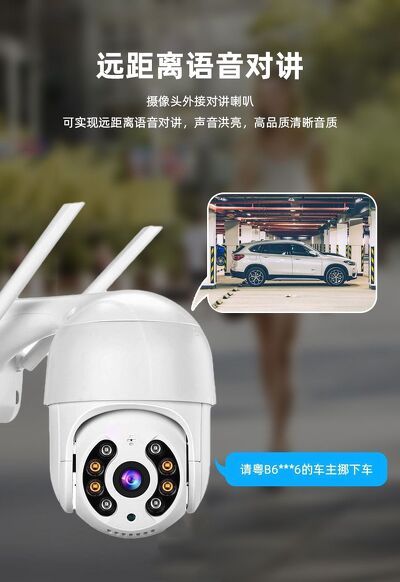 远距离语音对讲
摄像头外接对讲喇叭
可实现远距离语音对讲，声音洪亮，高品质清晰音质
请粤B6***6的车主挪下车